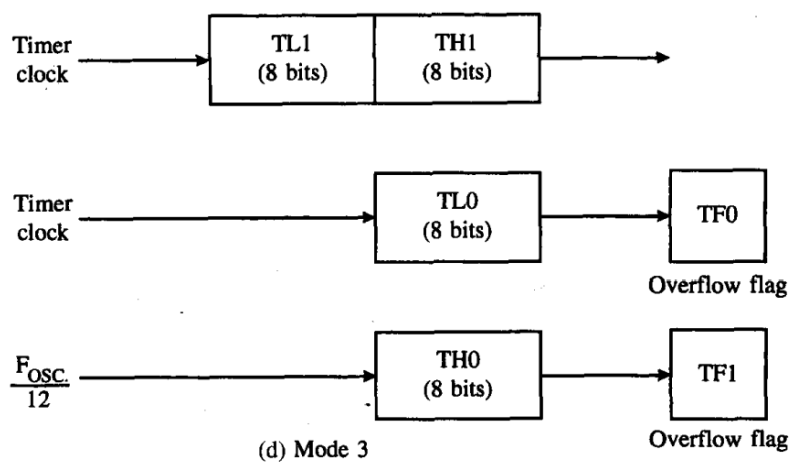 Timer
clock
TL1
(8 bits)
TH1
(8 bits)
Timer
clock
TL0
(8 bits)
TF0
Overflow flag
FOSC.
12
TH0
(8 bits)
TF1
Overflow flag
(d) Mode 3